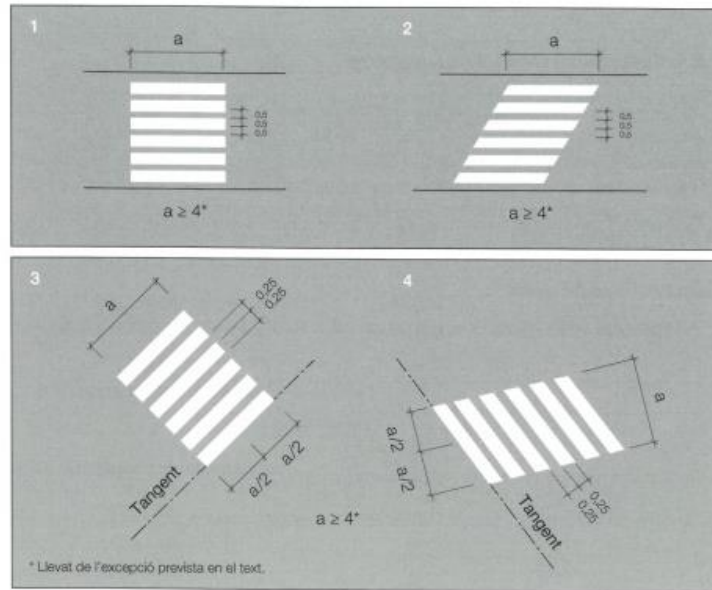 1
a
0,5
0,5
0,5
a ≥ 4*
2
a
0,5
0,5
0,5
a ≥ 4*
3
a
0,25
0,25
a/2
a/2
Tangent
a ≥ 4*
4
a
a/2
a/2
0,25
0,25
Tangent
* Llevat de l'excepció prevista en el text.